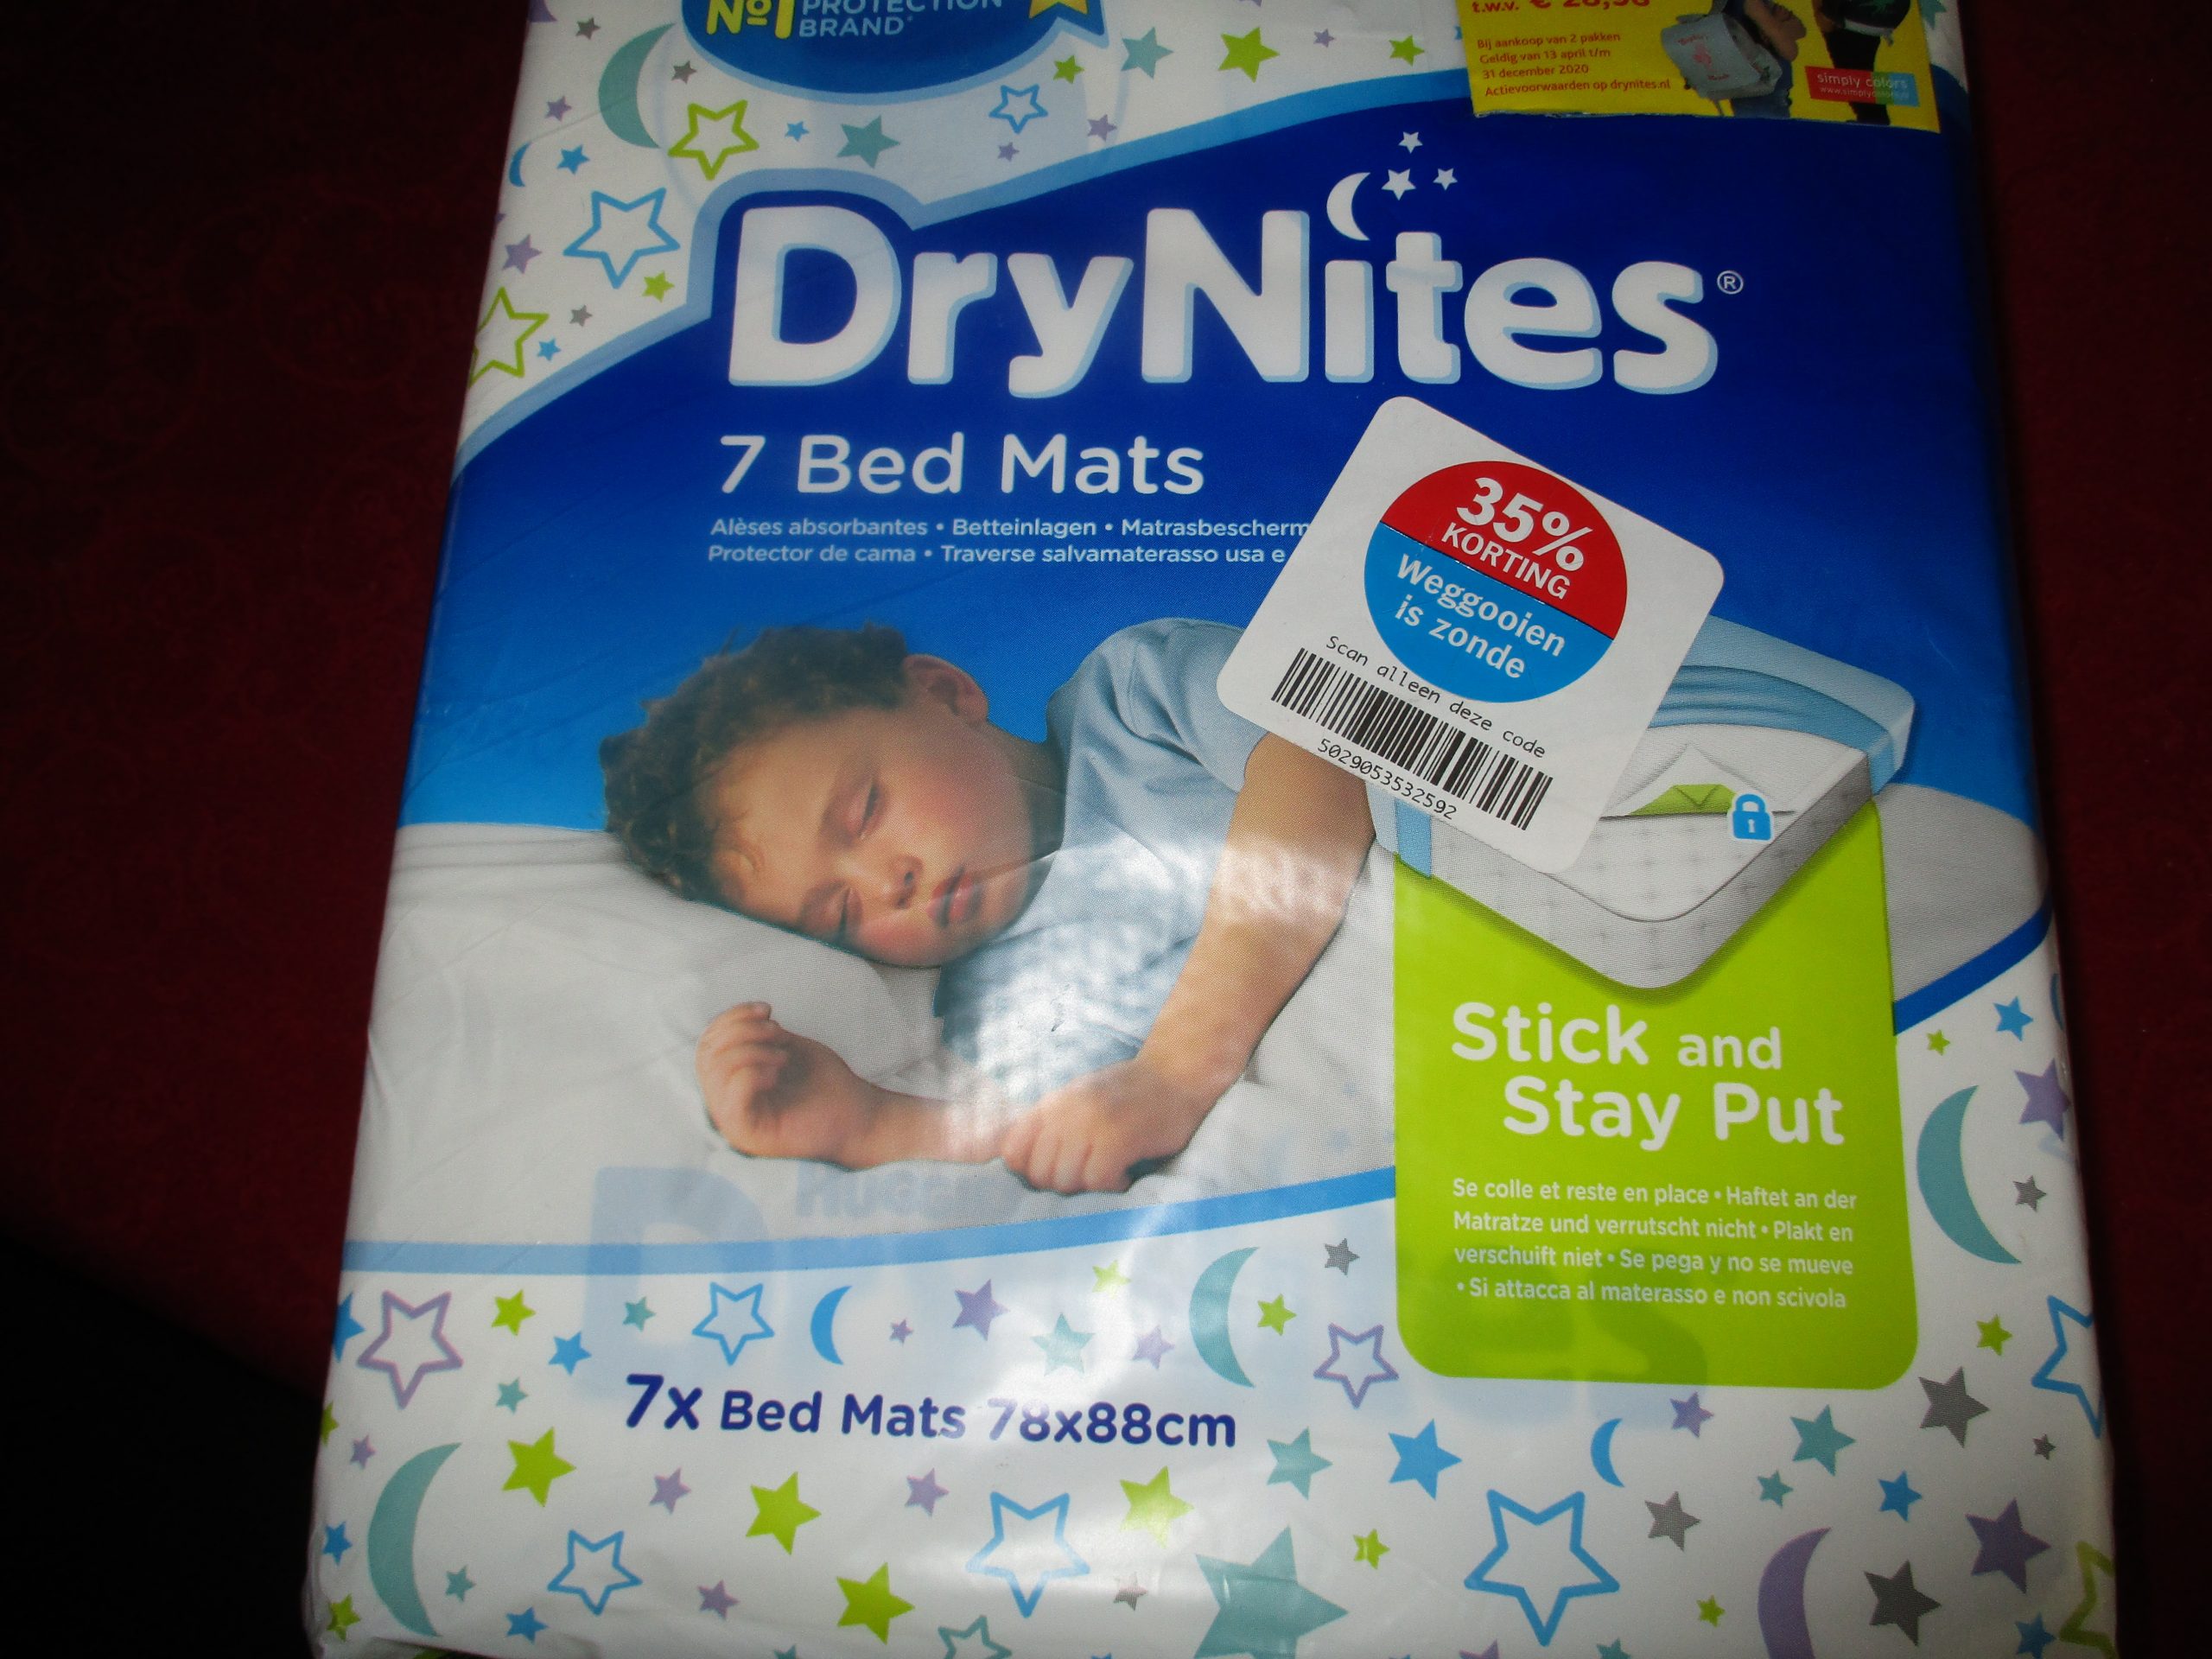 Nº1 PROTECTION
BRAND
t.w.v. €
Bij aankoop van 2 pakken
Geldig van 13 april t/m
31 december 2020
Actievoorwaarden op drynites.nl
simply colors
DryNites®
7 Bed Mats
Alèses absorbantes • Betteinlagen • Matrasbescherm
Protector de cama • Traverse salvamaterasso usa e
35%
KORTING
Weggooien
is zonde
Scan alleen deze code
5029053532592
Stick and
Stay Put
Se colle et reste en place • Haftet an der
Matratze und verrutscht nicht • Plakt en
verschuift niet • Se pega y no se mueve
• Si attacca al materasso e non scivola
7x Bed Mats 78x88cm